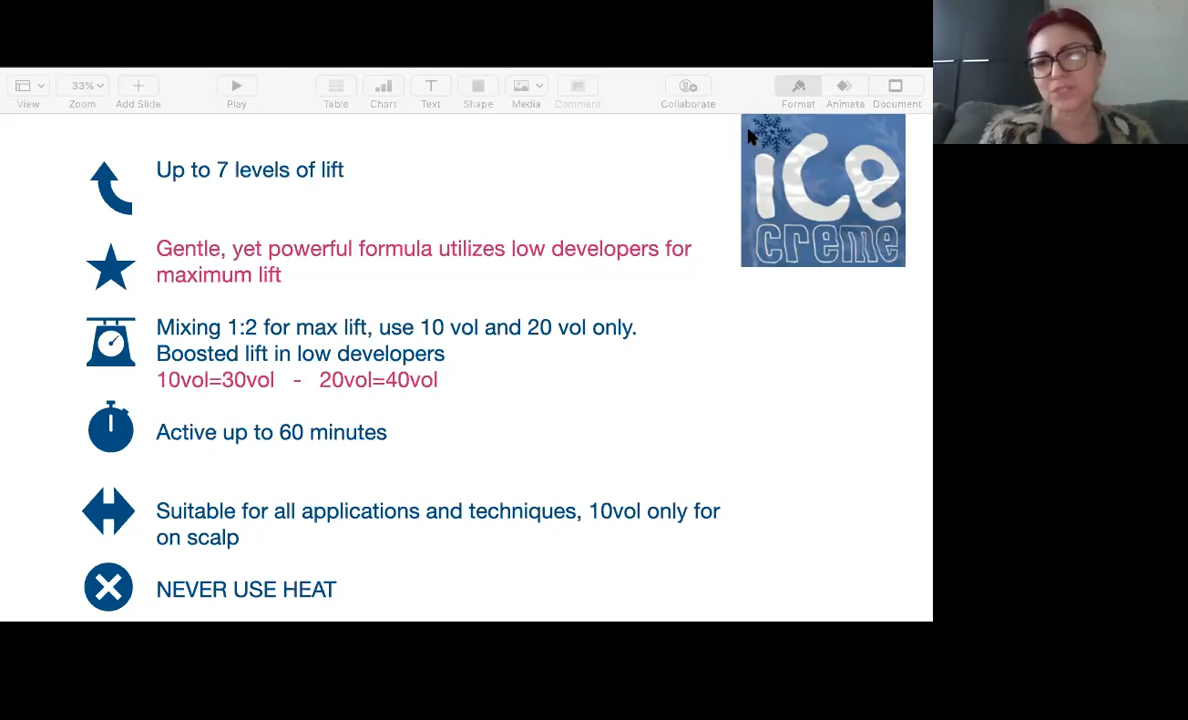 33%
View
Zoom
Add Slide
Play
Table
Chart
Text
Shape
Media
Comment
Collaborate
Format
Animate
Document
ice
creme
Up to 7 levels of lift
Gentle, yet powerful formula utilizes low developers for
maximum lift
Mixing 1:2 for max lift, use 10 vol and 20 vol only.
Boosted lift in low developers
10vol=30vol - 20vol=40vol
Active up to 60 minutes
Suitable for all applications and techniques, 10vol only for
on scalp
NEVER USE HEAT